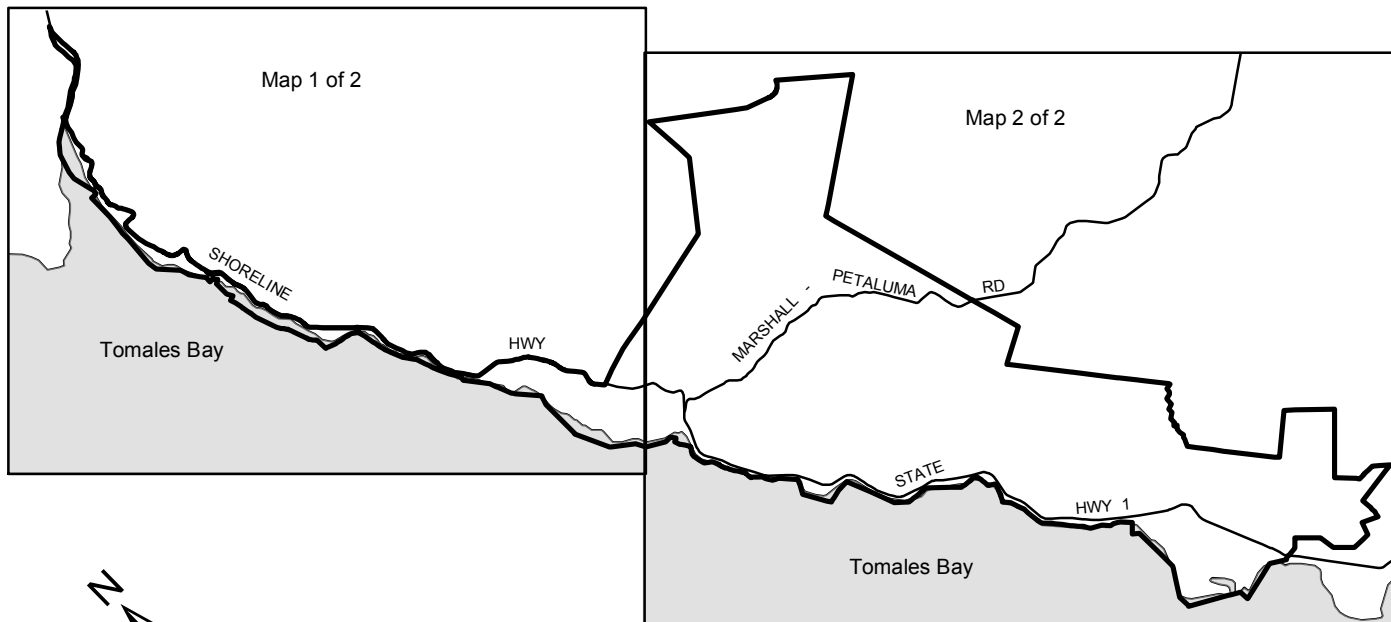 Map 1 of 2
Map 2 of 2
SHORELINE
HWY
Tomales Bay
MARSHALL - PETALUMA RD
STATE
HWY 1
Tomales Bay
N